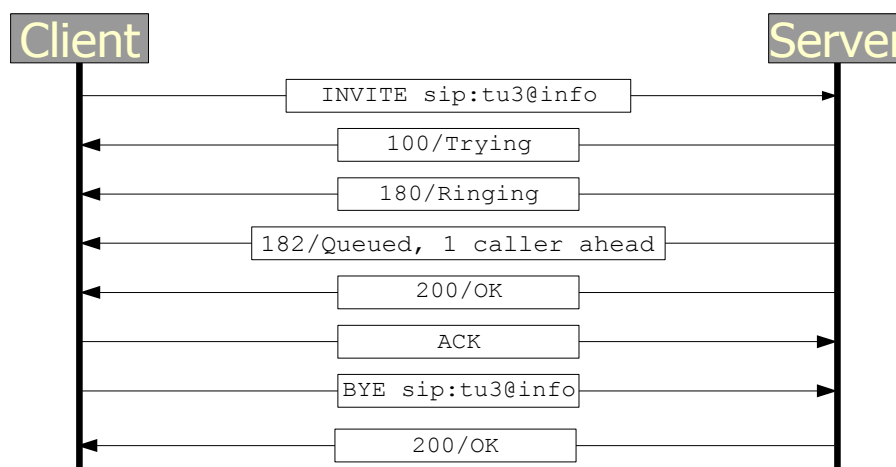 Client
Server
INVITE sip:tu3@info
100/Trying
180/Ringing
182/Queued, 1 caller ahead
200/OK
ACK
BYE sip:tu3@info
200/OK